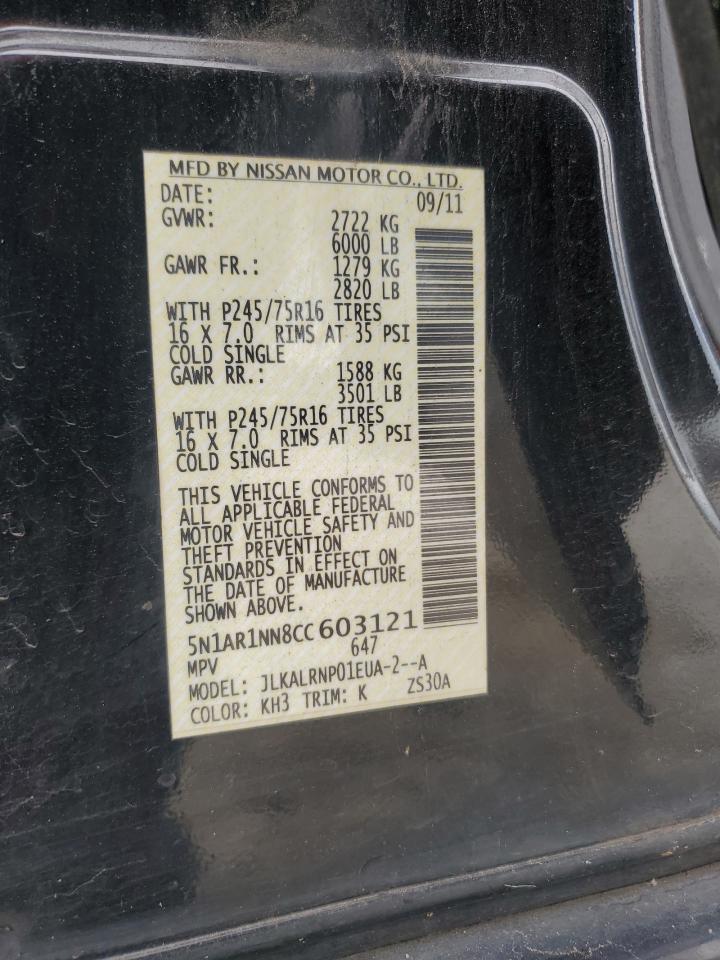 MFD BY NISSAN MOTOR CO., LTD.
DATE: 09/11
GVWR: 2722 KG
6000 LB
GAWR FR.: 1279 KG
2820 LB
WITH P245/75R16 TIRES
16 X 7.0 RIMS AT 35 PSI
COLD SINGLE
GAWR RR.: 1588 KG
3501 LB
WITH P245/75R16 TIRES
16 X 7.0 RIMS AT 35 PSI
COLD SINGLE
THIS VEHICLE CONFORMS TO
ALL APPLICABLE FEDERAL
MOTOR VEHICLE SAFETY AND
THEFT PREVENTION
STANDARDS IN EFFECT ON
THE DATE OF MANUFACTURE
SHOWN ABOVE.
5N1AR1NN8CC603121
MPV 647
MODEL: JLKALRNP01EUA-2--A
COLOR: KH3 TRIM: K ZS30A